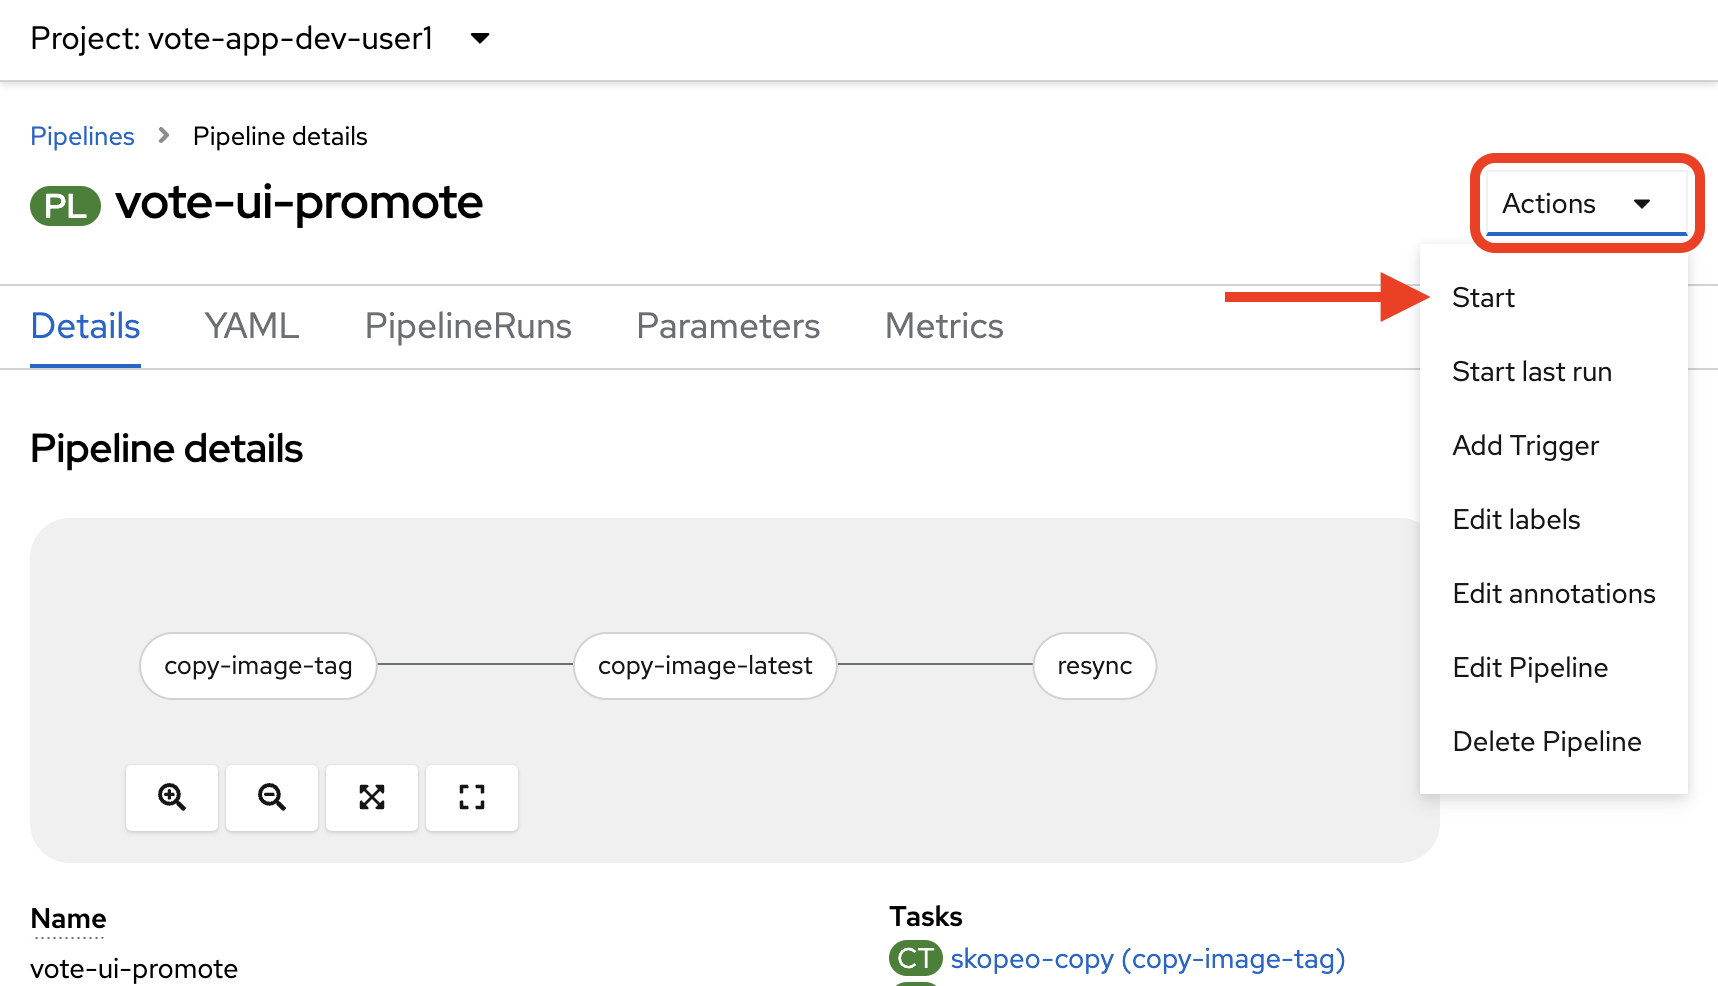 Project: vote-app-dev-user1
Pipelines > Pipeline details
PL vote-ui-promote
Actions
Start
Start last run
Add Trigger
Edit labels
Edit annotations
Edit Pipeline
Delete Pipeline
Details YAML PipelineRuns Parameters Metrics
Pipeline details
copy-image-tag copy-image-latest resync
Name
vote-ui-promote
Tasks
CT skopeo-copy (copy-image-tag)